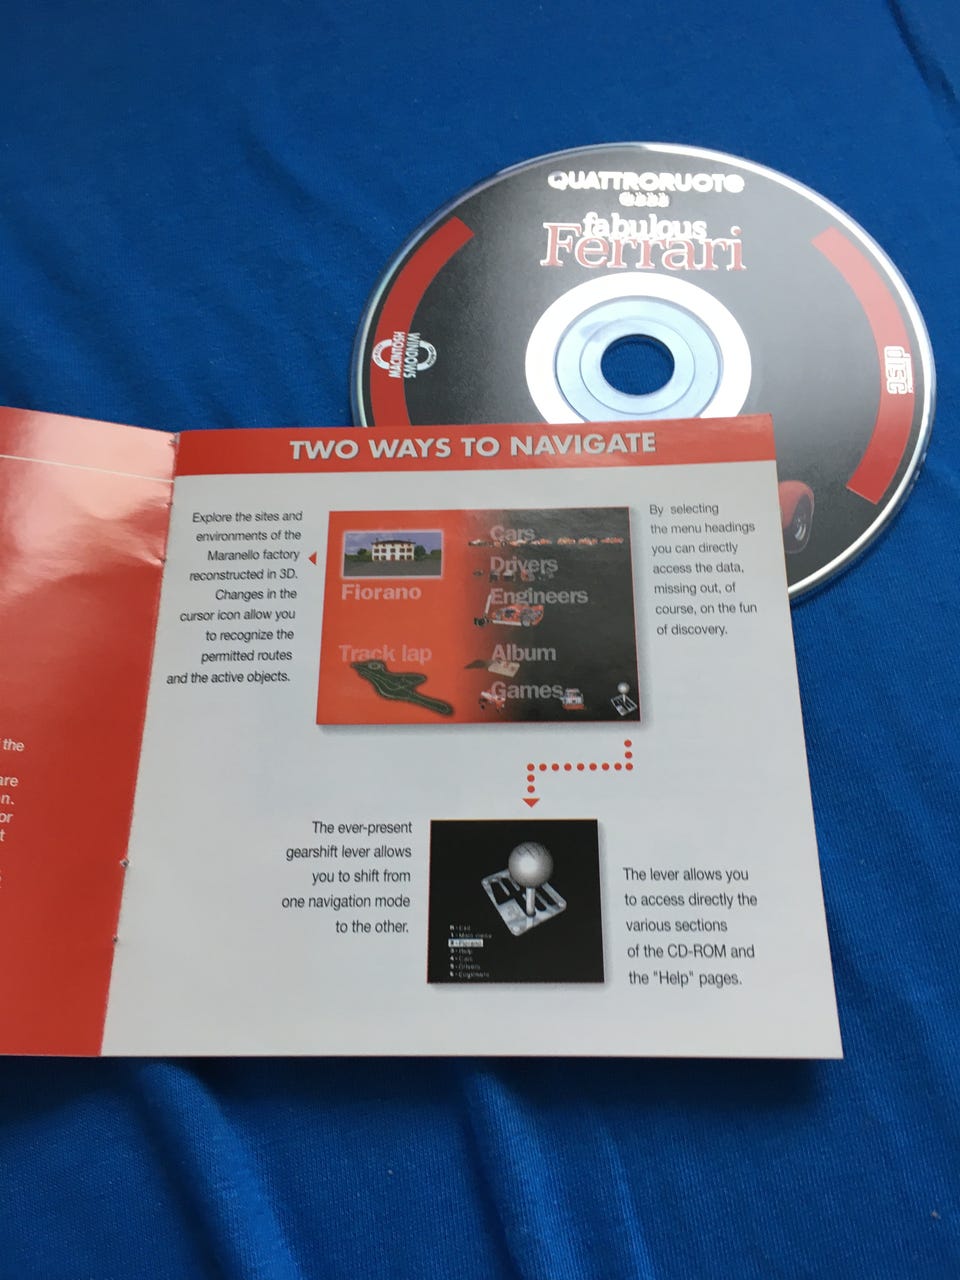 QUATTRORUOTE
fabulous
Ferrari
MACINTOSH
WINDOWS
disc
TWO WAYS TO NAVIGATE
Explore the sites and
environments of the
Maranello factory
reconstructed in 3D.
Changes in the
cursor icon allow you
to recognize the
permitted routes
and the active objects.
Fiorano
Track lap
Cars
Drivers
Engineers
Album
Games
By selecting
the menu headings
you can directly
access the data,
missing out, of
course, on the fun
of discovery.
The ever-present
gearshift lever allows
you to shift from
one navigation mode
to the other.
The lever allows you
to access directly the
various sections
of the CD-ROM and
the "Help" pages.
the
are